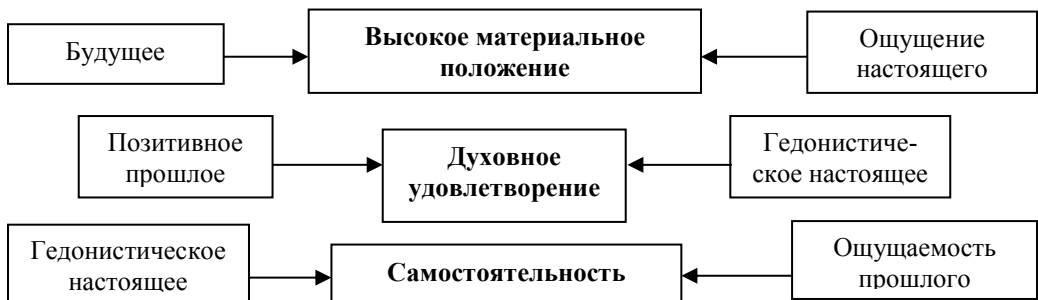 Будущее
Высокое материальное
положение
Ощущение
настоящего
Позитивное
прошлое
Духовное
удовлетворение
Гедонистиче-
ское настоящее
Гедонистическое
настоящее
Самостоятельность
Ощущаемость
прошлого